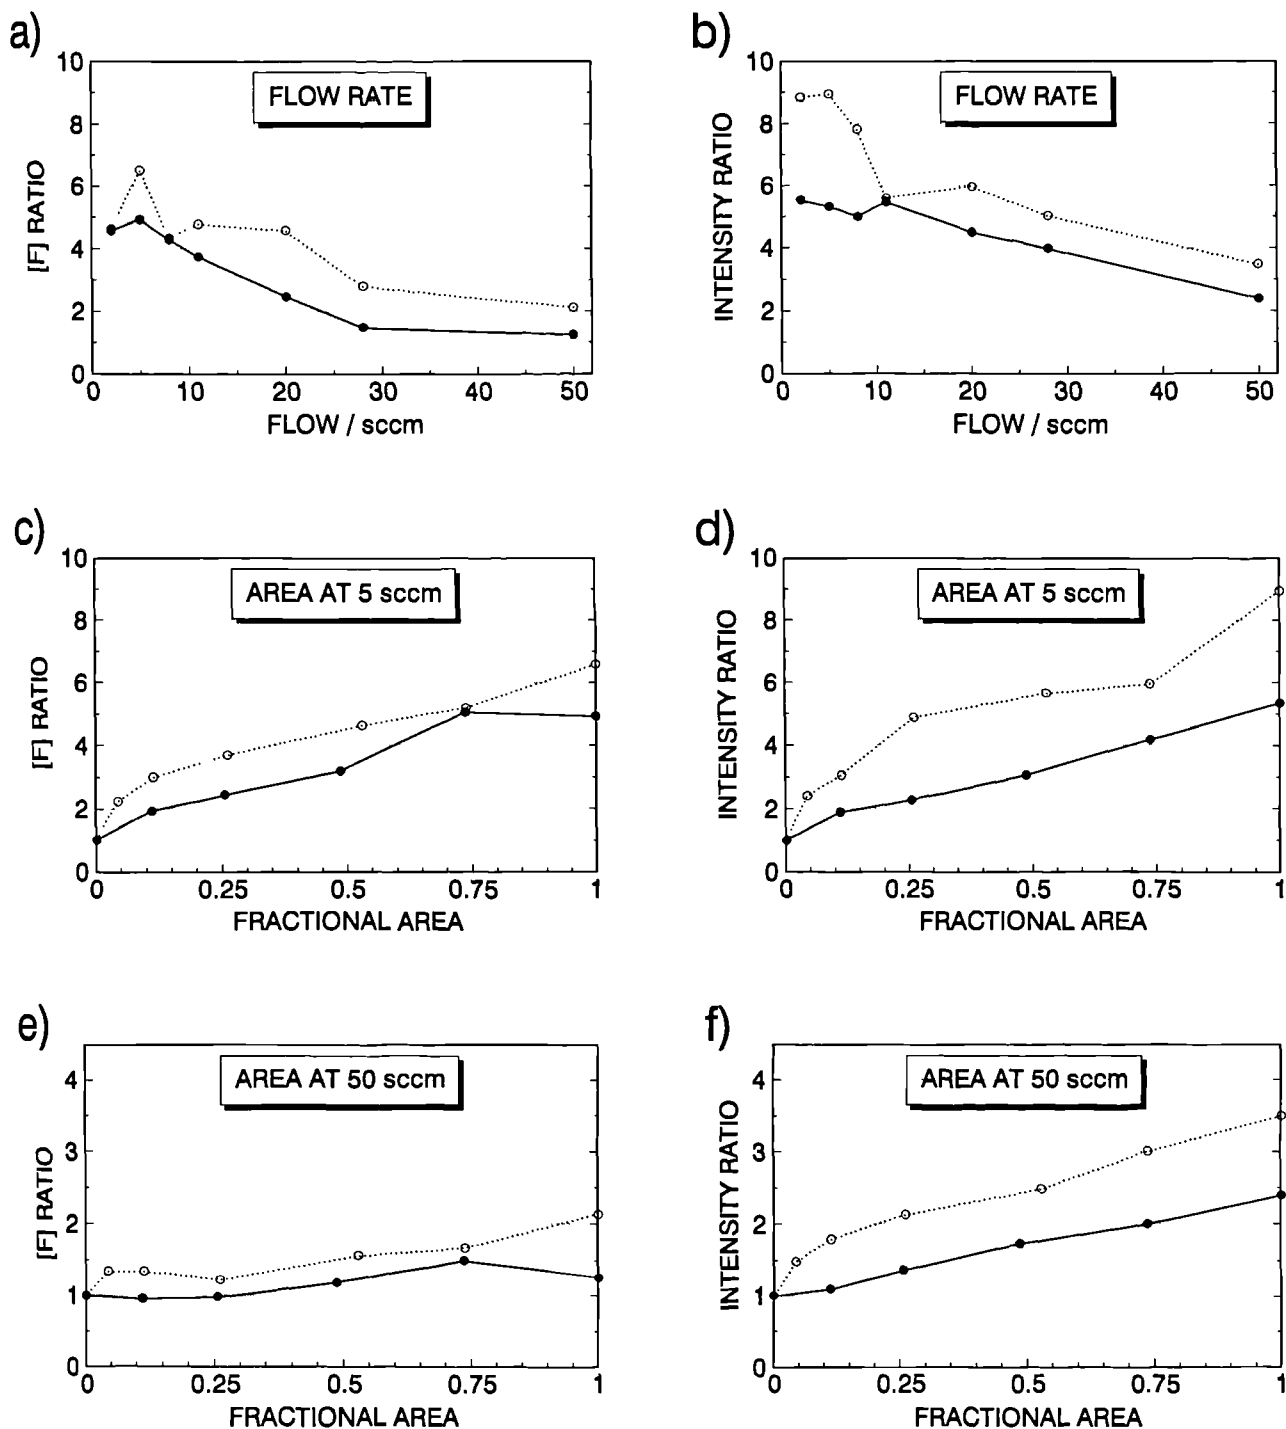 a)
FLOW RATE
[F] RATIO
10
8
6
4
2
0
0 10 20 30 40 50
FLOW / sccm
b)
FLOW RATE
INTENSITY RATIO
10
8
6
4
2
0
0 10 20 30 40 50
FLOW / sccm
c)
AREA AT 5 sccm
[F] RATIO
10
8
6
4
2
0
0 0.25 0.5 0.75 1
FRACTIONAL AREA
d)
AREA AT 5 sccm
INTENSITY RATIO
10
8
6
4
2
0
0 0.25 0.5 0.75 1
FRACTIONAL AREA
e)
AREA AT 50 sccm
[F] RATIO
4
3
2
1
0
0 0.25 0.5 0.75 1
FRACTIONAL AREA
f)
AREA AT 50 sccm
INTENSITY RATIO
4
3
2
1
0
0 0.25 0.5 0.75 1
FRACTIONAL AREA